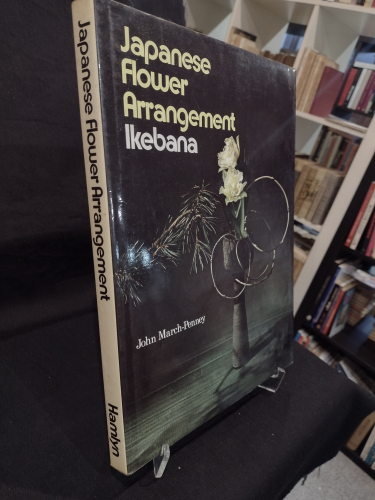 Japanese
Flower
Arrangement
Ikebana
John March-Penney
Japanese Flower Arrangement
Hamlyn